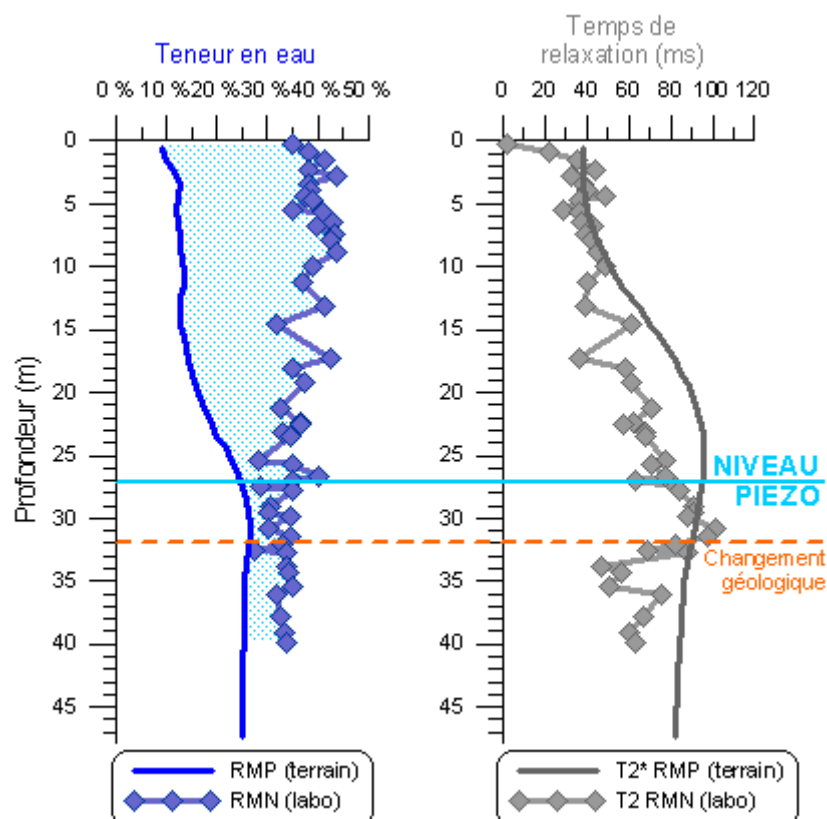 Teneur en eau
Temps de
relaxation (ms)
0 % 10 %20 %30 %40 %50 %
0 20 40 60 80 100 120
Profondeur (m)
0
5
10
15
20
25
30
35
40
45
0
5
10
15
20
25
30
35
40
45
NIVEAU
PIEZO
Changement
géologique
RMP (terrain)
RMN (labo)
T2* RMP (terrain)
T2 RMN (labo)